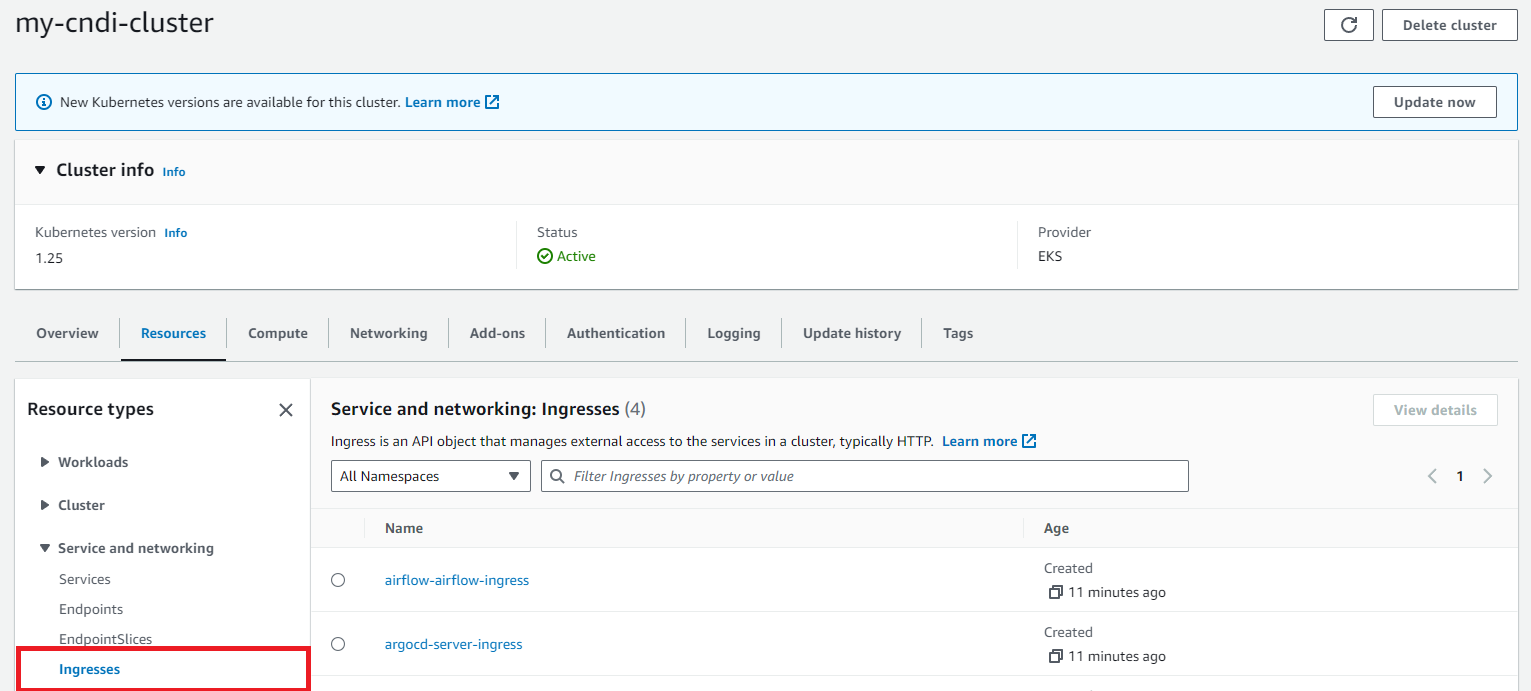 my-cndi-cluster
Delete cluster
New Kubernetes versions are available for this cluster. Learn more
Update now
Cluster info Info
Kubernetes version Info
1.25
Status
Active
Provider
EKS
Overview
Resources
Compute
Networking
Add-ons
Authentication
Logging
Update history
Tags
Resource types
Workloads
Cluster
Service and networking
Services
Endpoints
EndpointSlices
Ingresses
Service and networking: Ingresses (4)
View details
Ingress is an API object that manages external access to the services in a cluster, typically HTTP. Learn more
All Namespaces
Filter Ingresses by property or value
1
Name
Age
airflow-airflow-ingress
Created
11 minutes ago
argocd-server-ingress
Created
11 minutes ago